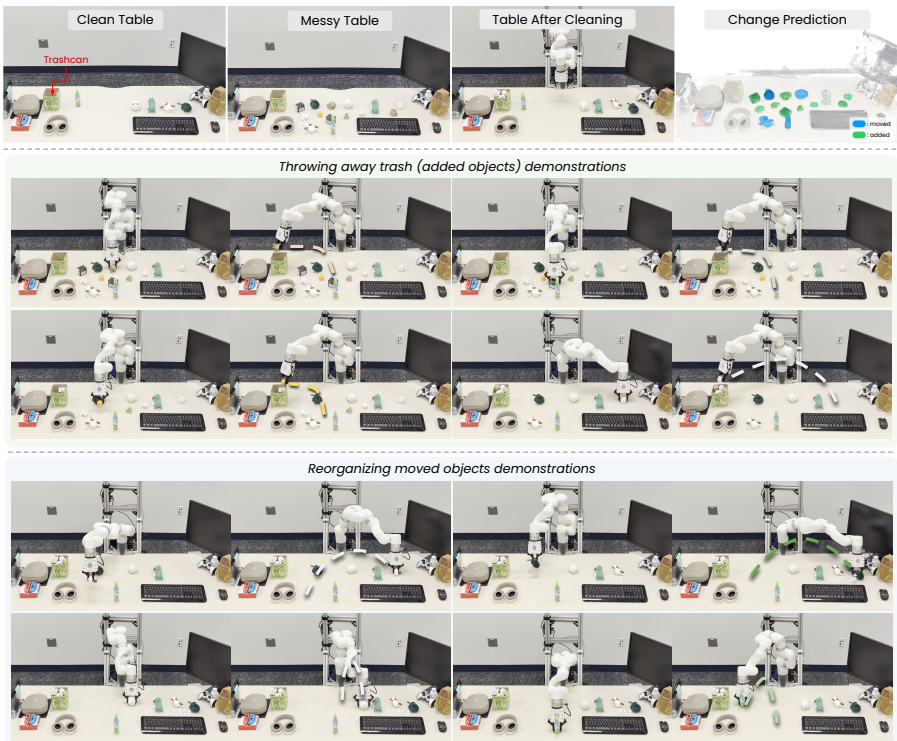 Clean Table
Messy Table
Table After Cleaning
Change Prediction
Trashcan
: moved
: added
Throwing away trash (added objects) demonstrations
Reorganizing moved objects demonstrations